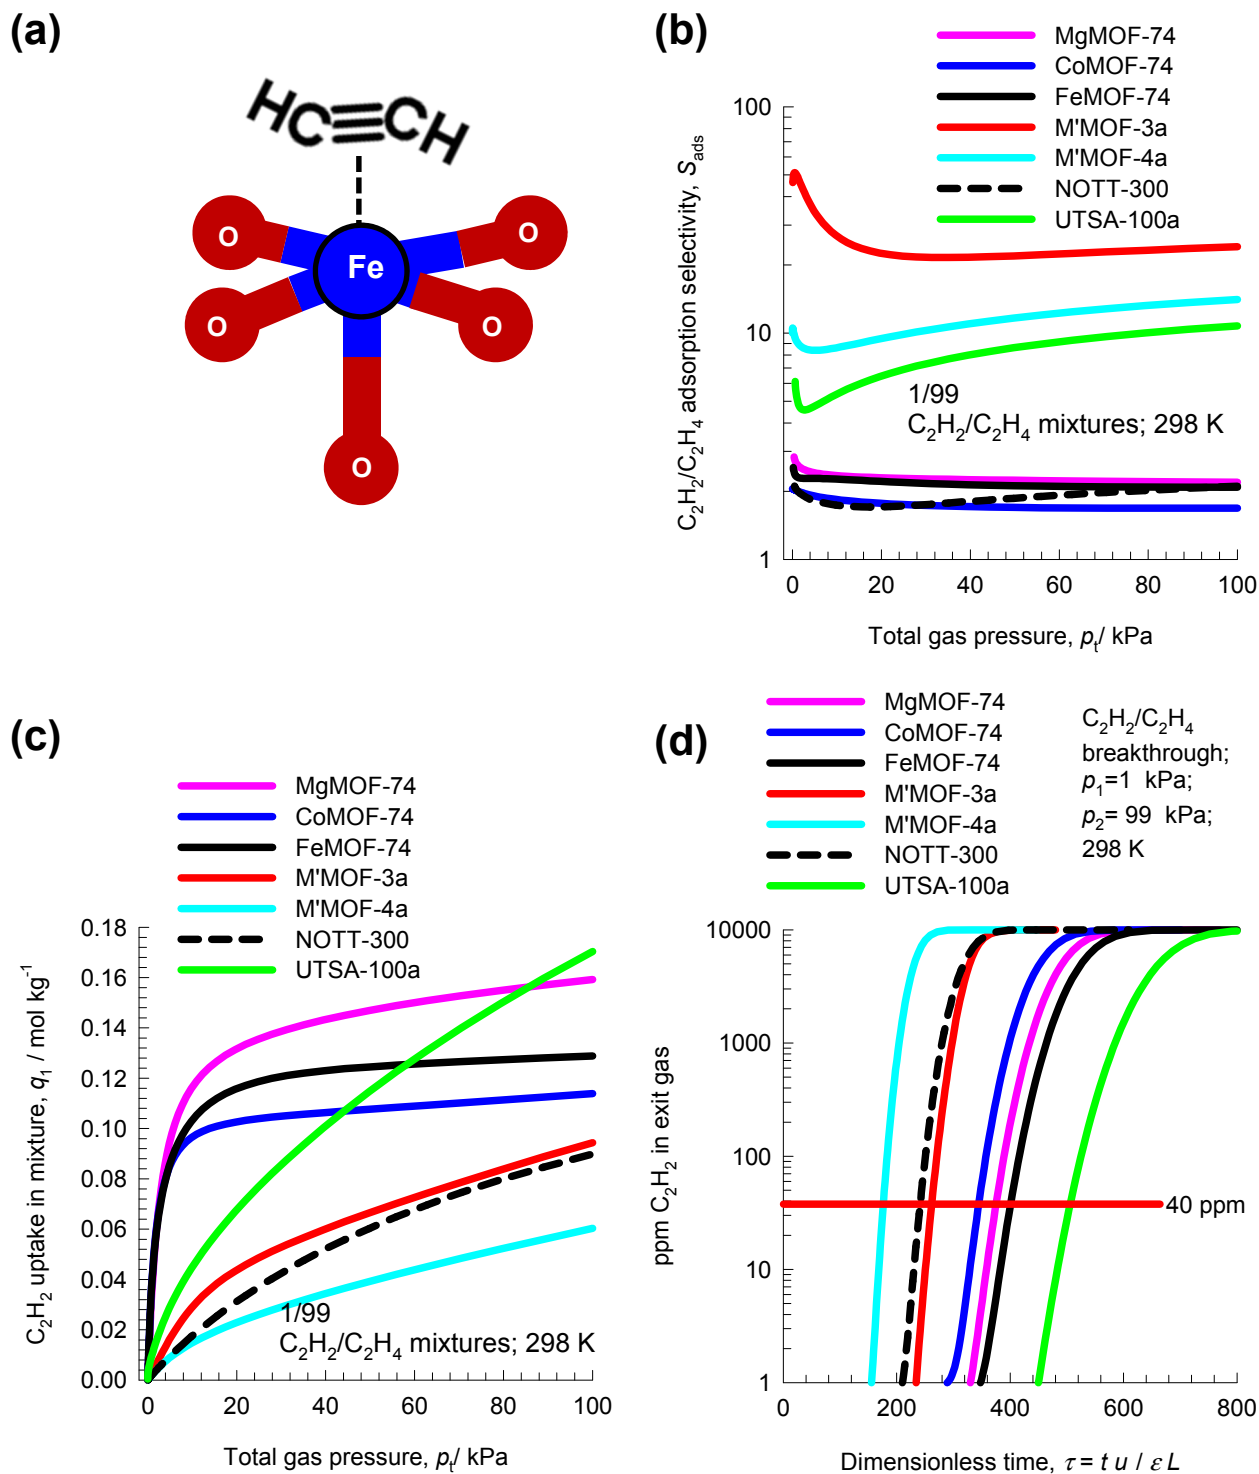 (a)
HC≡CH
Fe
O
O
O
O
O
(b)
MgMOF-74
CoMOF-74
FeMOF-74
M'MOF-3a
M'MOF-4a
NOTT-300
UTSA-100a
C₂H₂/C₂H₄ adsorption selectivity, S_ads
100
10
1
1/99
C₂H₂/C₂H₄ mixtures; 298 K
0 20 40 60 80 100
Total gas pressure, pₜ/ kPa
(c)
MgMOF-74
CoMOF-74
FeMOF-74
M'MOF-3a
M'MOF-4a
NOTT-300
UTSA-100a
C₂H₂ uptake in mixture, q₁ / mol kg⁻¹
0.18
0.16
0.14
0.12
0.10
0.08
0.06
0.04
0.02
0.00
1/99
C₂H₂/C₂H₄ mixtures; 298 K
0 20 40 60 80 100
Total gas pressure, pₜ/ kPa
(d)
MgMOF-74
CoMOF-74
FeMOF-74
M'MOF-3a
M'MOF-4a
NOTT-300
UTSA-100a
C₂H₂/C₂H₄
breakthrough;
p₁=1 kPa;
p₂= 99 kPa;
298 K
ppm C₂H₂ in exit gas
10000
1000
100
10
1
40 ppm
0 200 400 600 800
Dimensionless time, τ = t u / ε L